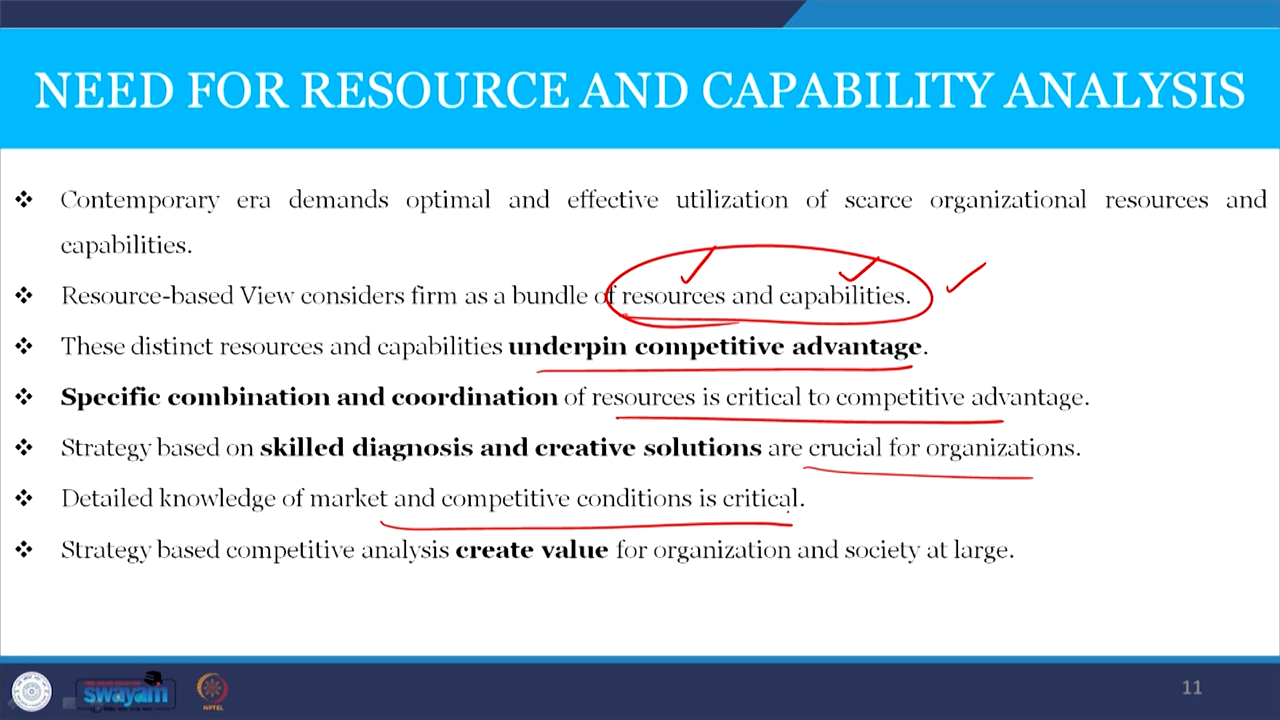 NEED FOR RESOURCE AND CAPABILITY ANALYSIS
❖ Contemporary era demands optimal and effective utilization of scarce organizational resources and
capabilities.
❖ Resource-based View considers firm as a bundle of resources and capabilities.
❖ These distinct resources and capabilities underpin competitive advantage.
❖ Specific combination and coordination of resources is critical to competitive advantage.
❖ Strategy based on skilled diagnosis and creative solutions are crucial for organizations.
❖ Detailed knowledge of market and competitive conditions is critical.
❖ Strategy based competitive analysis create value for organization and society at large.
swayam
NPTEL
11